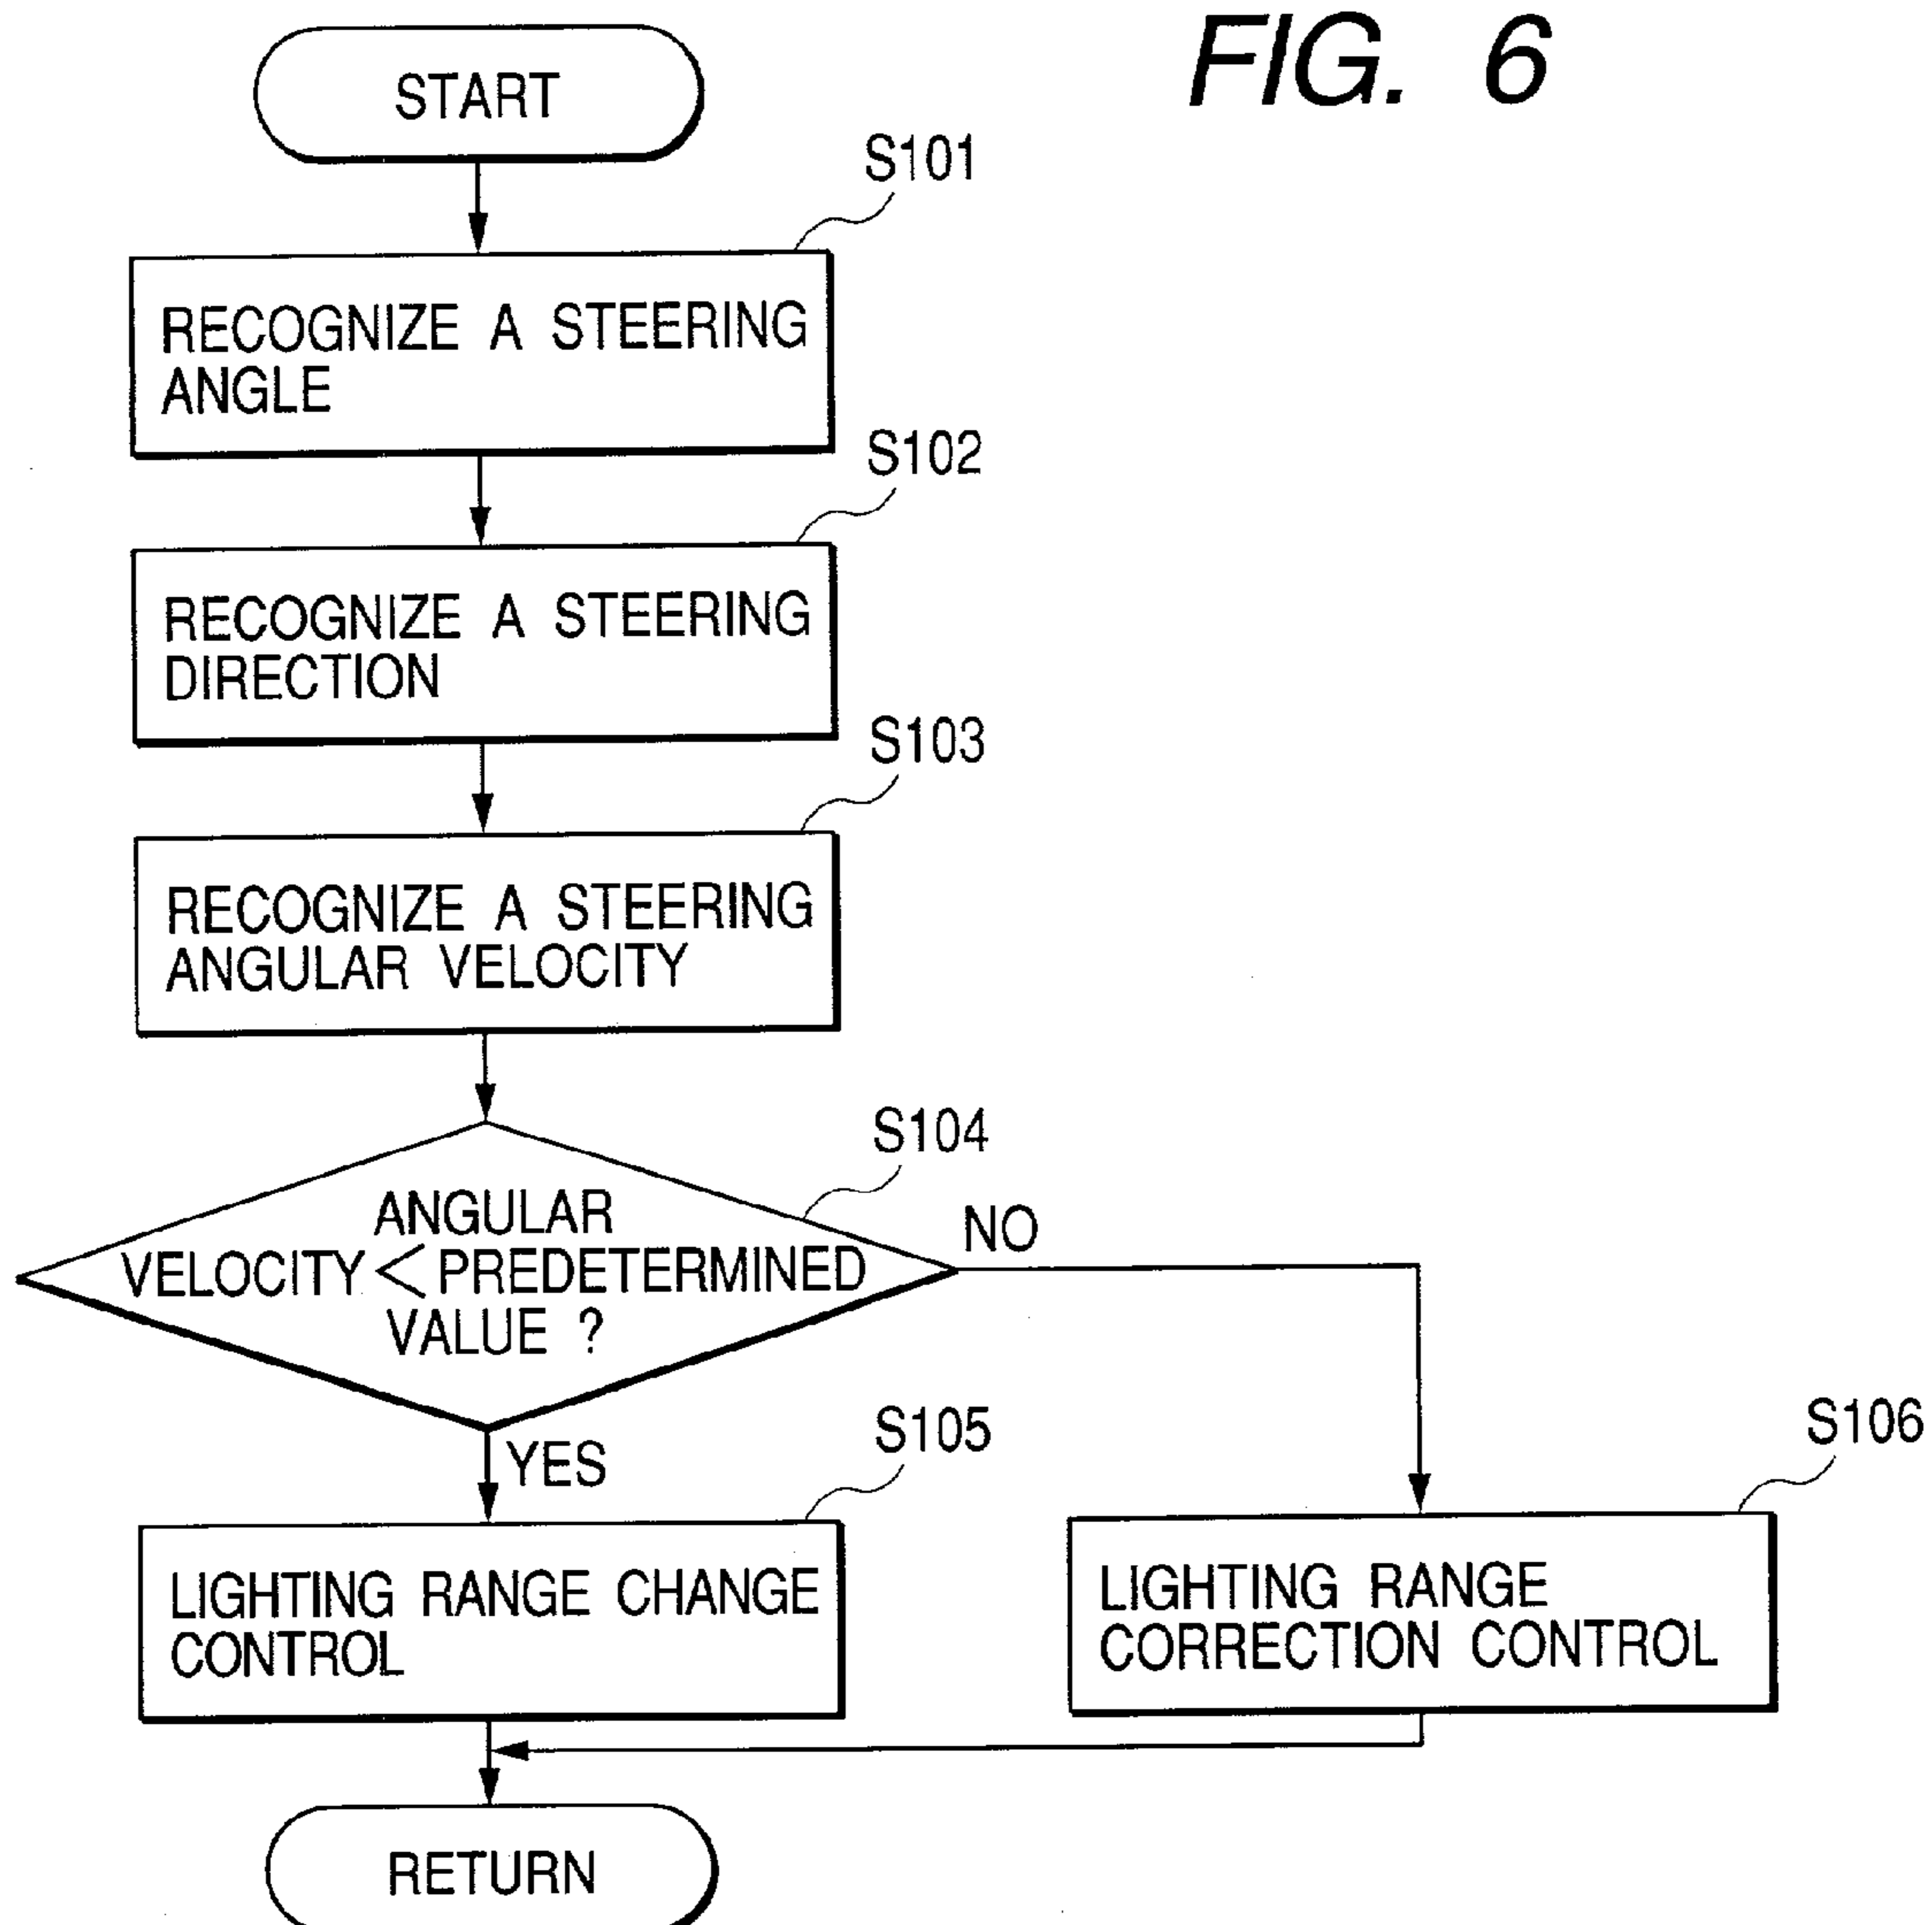 FIG. 6
START
S101
RECOGNIZE A STEERING
ANGLE
S102
RECOGNIZE A STEERING
DIRECTION
S103
RECOGNIZE A STEERING
ANGULAR VELOCITY
S104
ANGULAR
VELOCITY < PREDETERMINED
VALUE ?
NO
YES
S105
LIGHTING RANGE CHANGE
CONTROL
S106
LIGHTING RANGE
CORRECTION CONTROL
RETURN